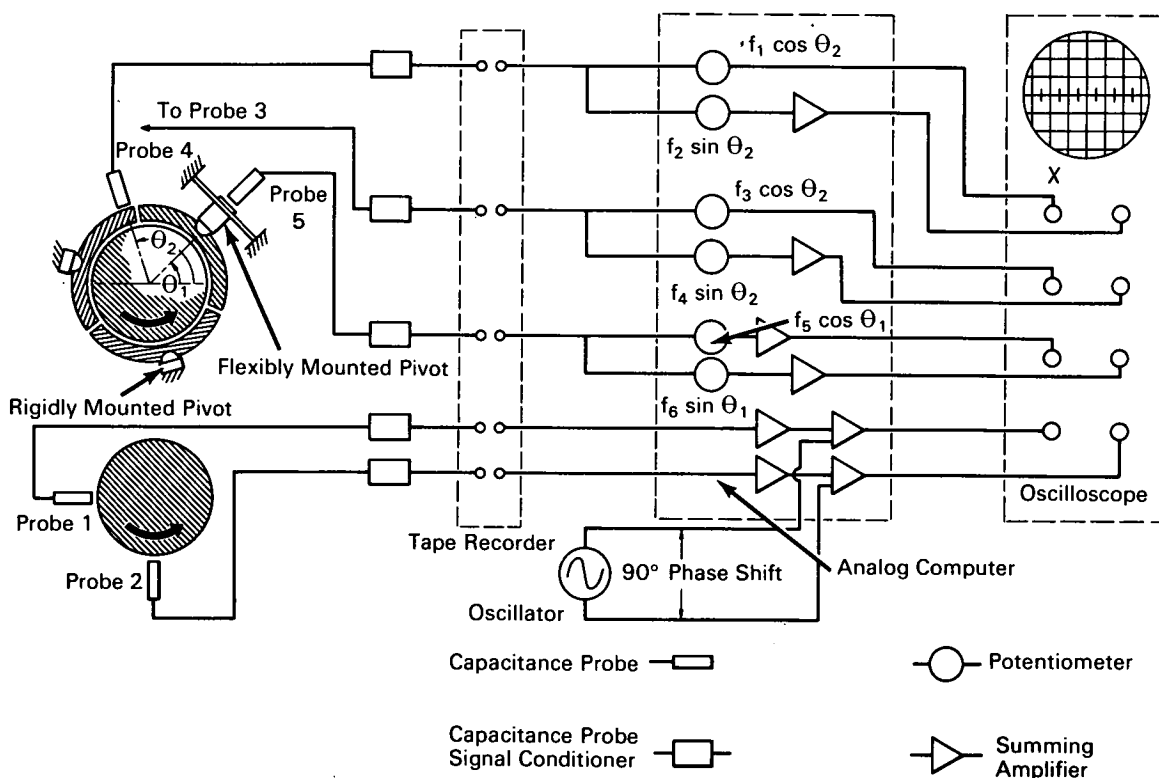 f₁ cos Θ₂
To Probe 3
Probe 4
f₂ sin Θ₂
Probe
5
X
f₃ cos Θ₂
Θ₂
Θ₁
f₄ sin Θ₂
f₅ cos Θ₁
Flexibly Mounted Pivot
Rigidly Mounted Pivot
f₆ sin Θ₁
Probe 1
Oscilloscope
Tape Recorder
Probe 2
90° Phase Shift
Analog Computer
Oscillator
Capacitance Probe
Potentiometer
Capacitance Probe
Signal Conditioner
Summing
Amplifier